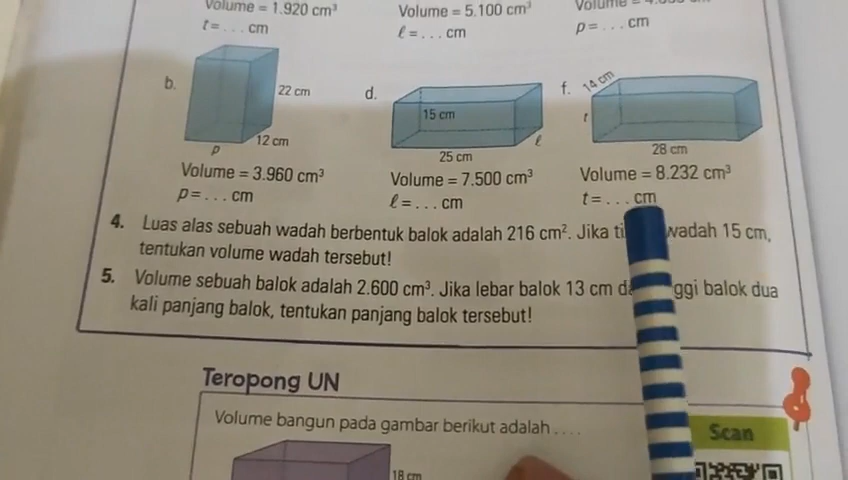 Volume = 1.920 cm³
t = . . . cm
Volume = 5.100 cm³
ℓ = . . . cm
Volume =
p = . . . cm
b.
22 cm
12 cm
p
Volume = 3.960 cm³
p = . . . cm
d.
15 cm
25 cm
ℓ
Volume = 7.500 cm³
ℓ = . . . cm
f.
14 cm
t
28 cm
Volume = 8.232 cm³
t = . . . cm
4. Luas alas sebuah wadah berbentuk balok adalah 216 cm². Jika wadah 15 cm,
tentukan volume wadah tersebut!
5. Volume sebuah balok adalah 2.600 cm³. Jika lebar balok 13 cm balok dua
kali panjang balok, tentukan panjang balok tersebut!
Teropong UN
Volume bangun pada gambar berikut adalah . . . .
18 cm
Scan